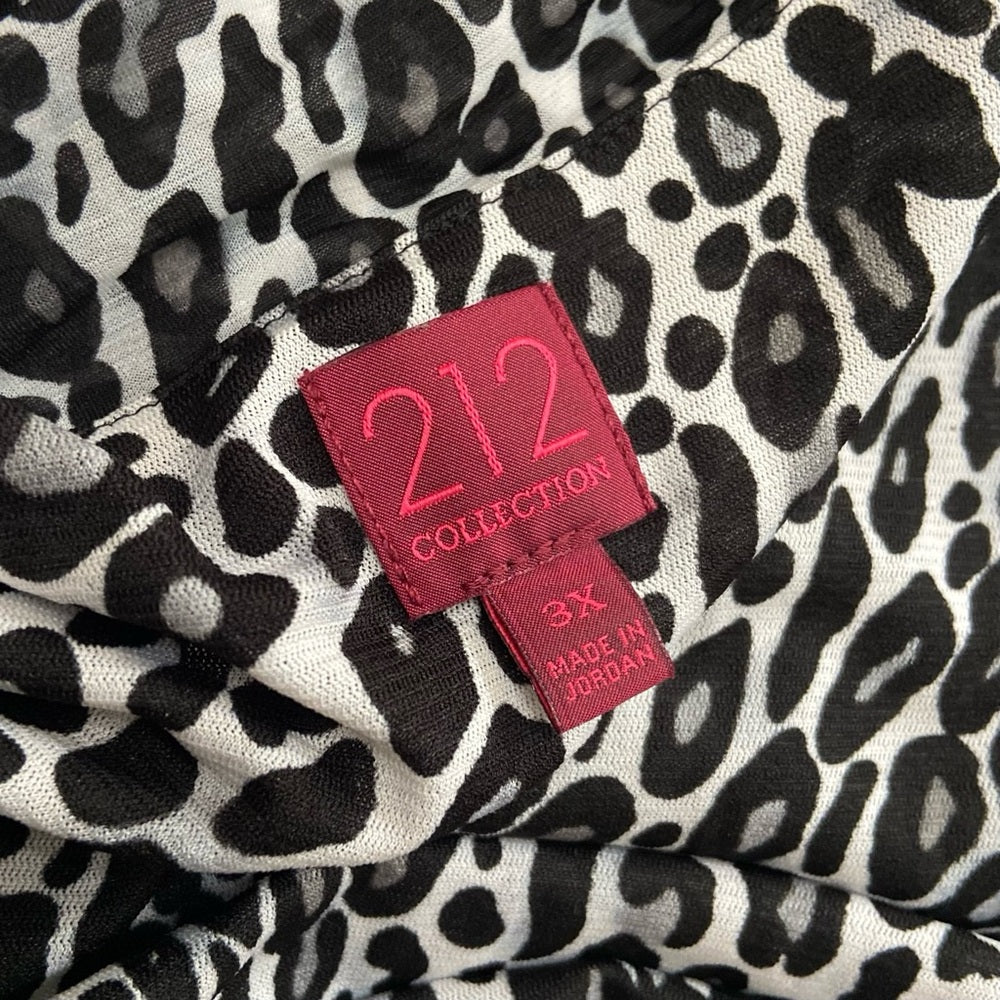 212
COLLECTION
3X
MADE IN
JORDAN